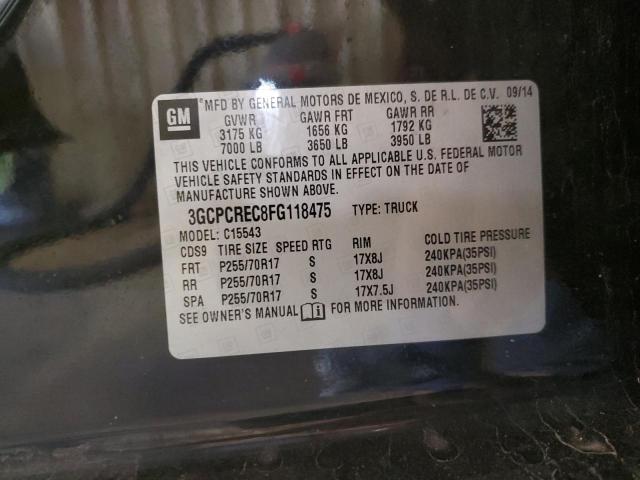 GM MFD BY GENERAL MOTORS DE MEXICO, S. DE R.L. DE C.V. 09/14
GVWR GAWR FRT GAWR RR
3175 KG 1656 KG 1792 KG
7000 LB 3650 LB 3950 LB
THIS VEHICLE CONFORMS TO ALL APPLICABLE U.S. FEDERAL MOTOR
VEHICLE SAFETY STANDARDS IN EFFECT ON THE DATE OF
MANUFACTURE SHOWN ABOVE.
3GCPCREC8FG118475 TYPE: TRUCK
MODEL: C15543
CDS9 TIRE SIZE SPEED RTG RIM COLD TIRE PRESSURE
FRT P255/70R17 S 17X8J 240KPA(35PSI)
RR P255/70R17 S 17X8J 240KPA(35PSI)
SPA P255/70R17 S 17X7.5J 240KPA(35PSI)
SEE OWNER'S MANUAL FOR MORE INFORMATION.